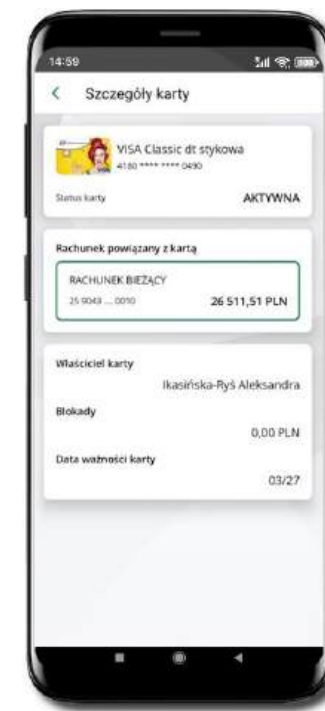 14:59
Szczegóły karty
VISA Classic dt stykowa
4180 **** **** 0490
Status karty AKTYWNA
Rachunek powiązany z kartą
RACHUNEK BIEŻĄCY
25 9043 .... 0010 26 511,51 PLN
Właściciel karty
Ikasińska-Ryś Aleksandra
Blokady
0,00 PLN
Data ważności karty
03/27